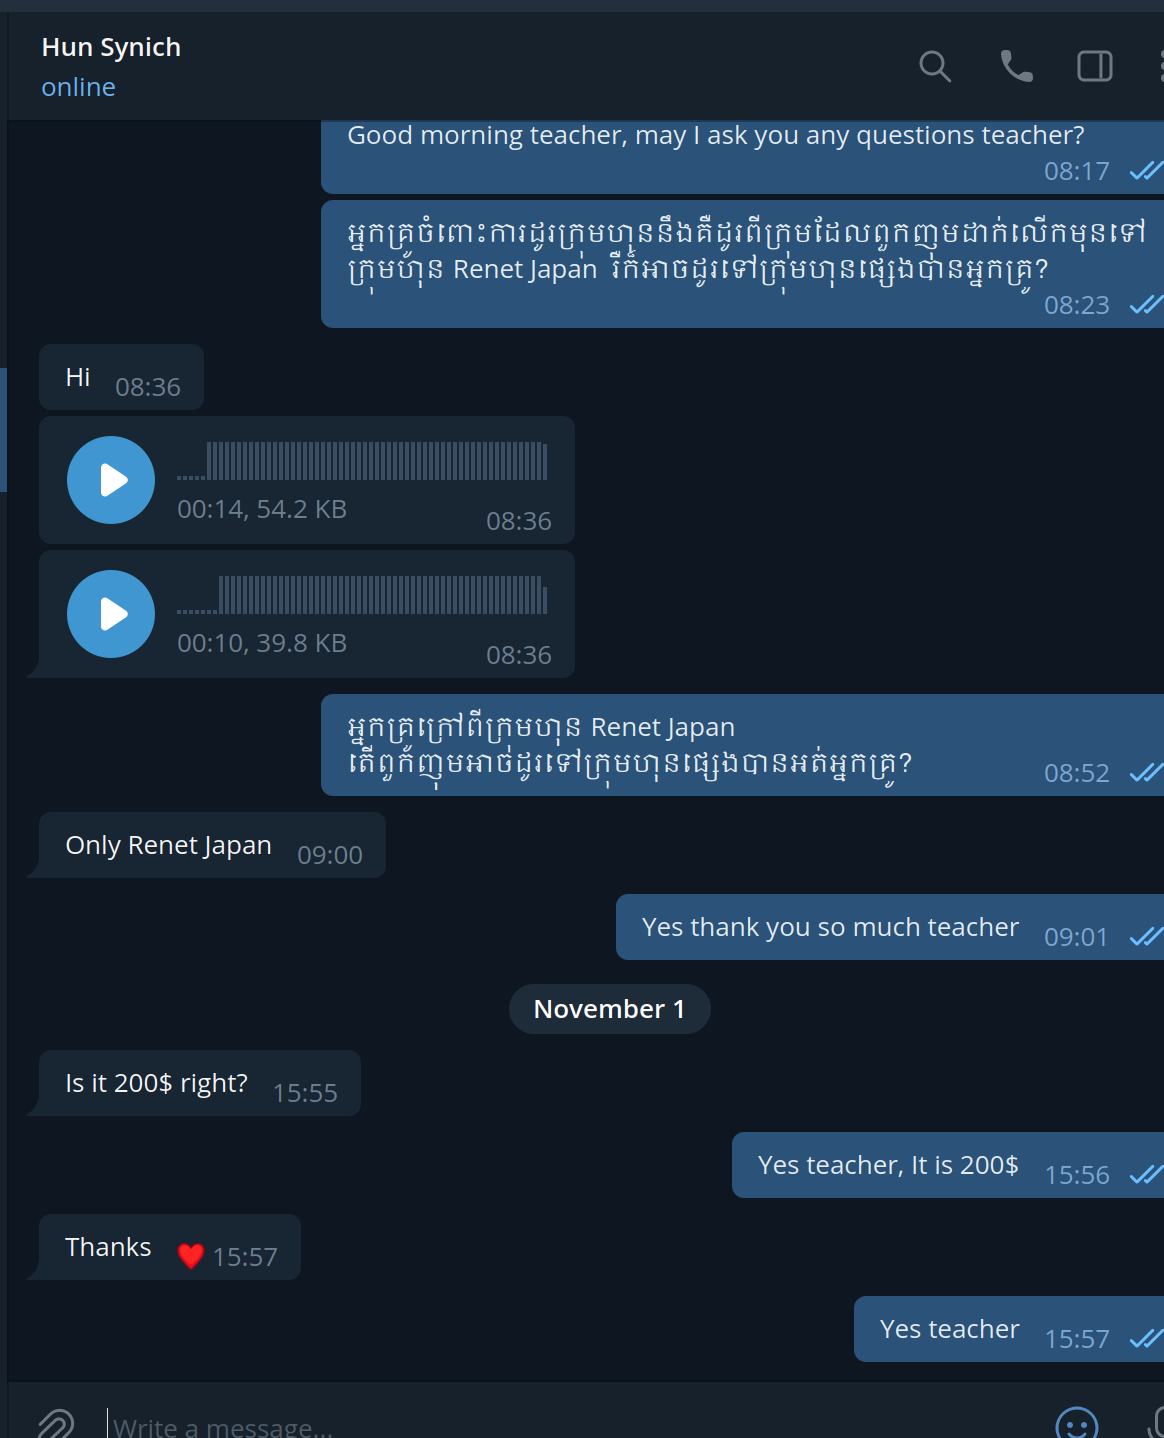 Hun Synich
online
Good morning teacher, may I ask you any questions teacher?
08:17
អ្នកគ្រូចំពោះការដូរក្រុមហុននឹងគឺដូរពីក្រុមដែលពួកញុមដាក់លើកមុនទៅ
ក្រុមហ៊ុន Renet Japan រឺក៏អាចដូរទៅក្រុមហុនផ្សេងបានអ្នកគ្រូ?
08:23
Hi 08:36
00:14, 54.2 KB 08:36
00:10, 39.8 KB 08:36
អ្នកគ្រូក្រៅពីក្រុមហុន Renet Japan
តើពួកញុមអាចដូរទៅក្រុមហុនផ្សេងបានអត់អ្នកគ្រូ? 08:52
Only Renet Japan 09:00
Yes thank you so much teacher 09:01
November 1
Is it 200$ right? 15:55
Yes teacher, It is 200$ 15:56
Thanks 15:57
Yes teacher 15:57
Write a message...